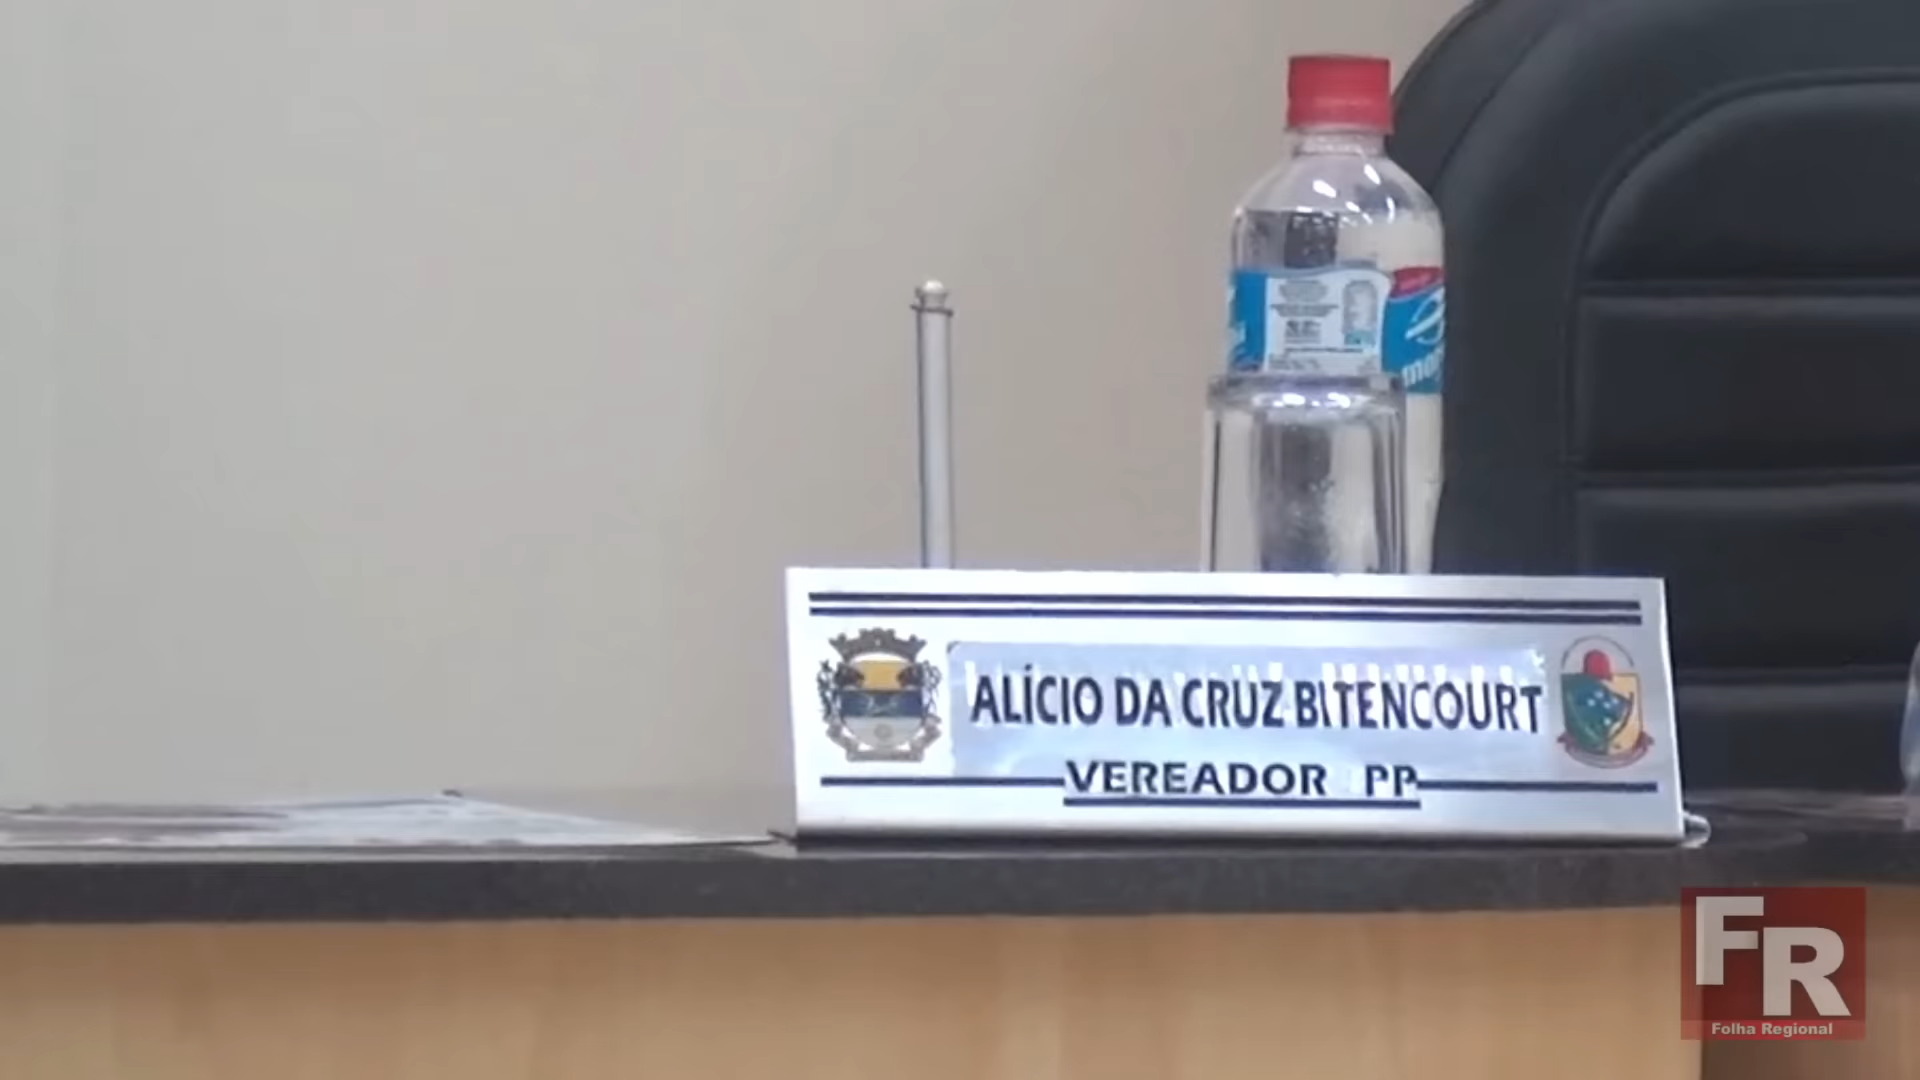 ALÍCIO DA CRUZ BITENCOURT
VEREADOR PP
FR
Folha Regional